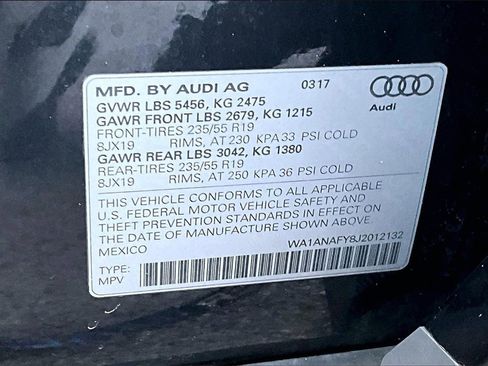 MFD. BY AUDI AG 03 17
GVWR LBS 5456, KG 2475
GAWR FRONT LBS 2679, KG 1215
FRONT-TIRES 235/55 R19
8JX19 RIMS, AT 230 KPA 33 PSI COLD
GAWR REAR LBS 3042, KG 1380
REAR-TIRES 235/55 R19
8JX19 RIMS, AT 250 KPA 36 PSI COLD
Audi
THIS VEHICLE CONFORMS TO ALL APPLICABLE
U.S. FEDERAL MOTOR VEHICLE SAFETY AND
THEFT PREVENTION STANDARDS IN EFFECT ON
THE DATE OF MANUFACTURE SHOWN ABOVE.
MEXICO WA1ANAFY8J2012132
TYPE:
MPV